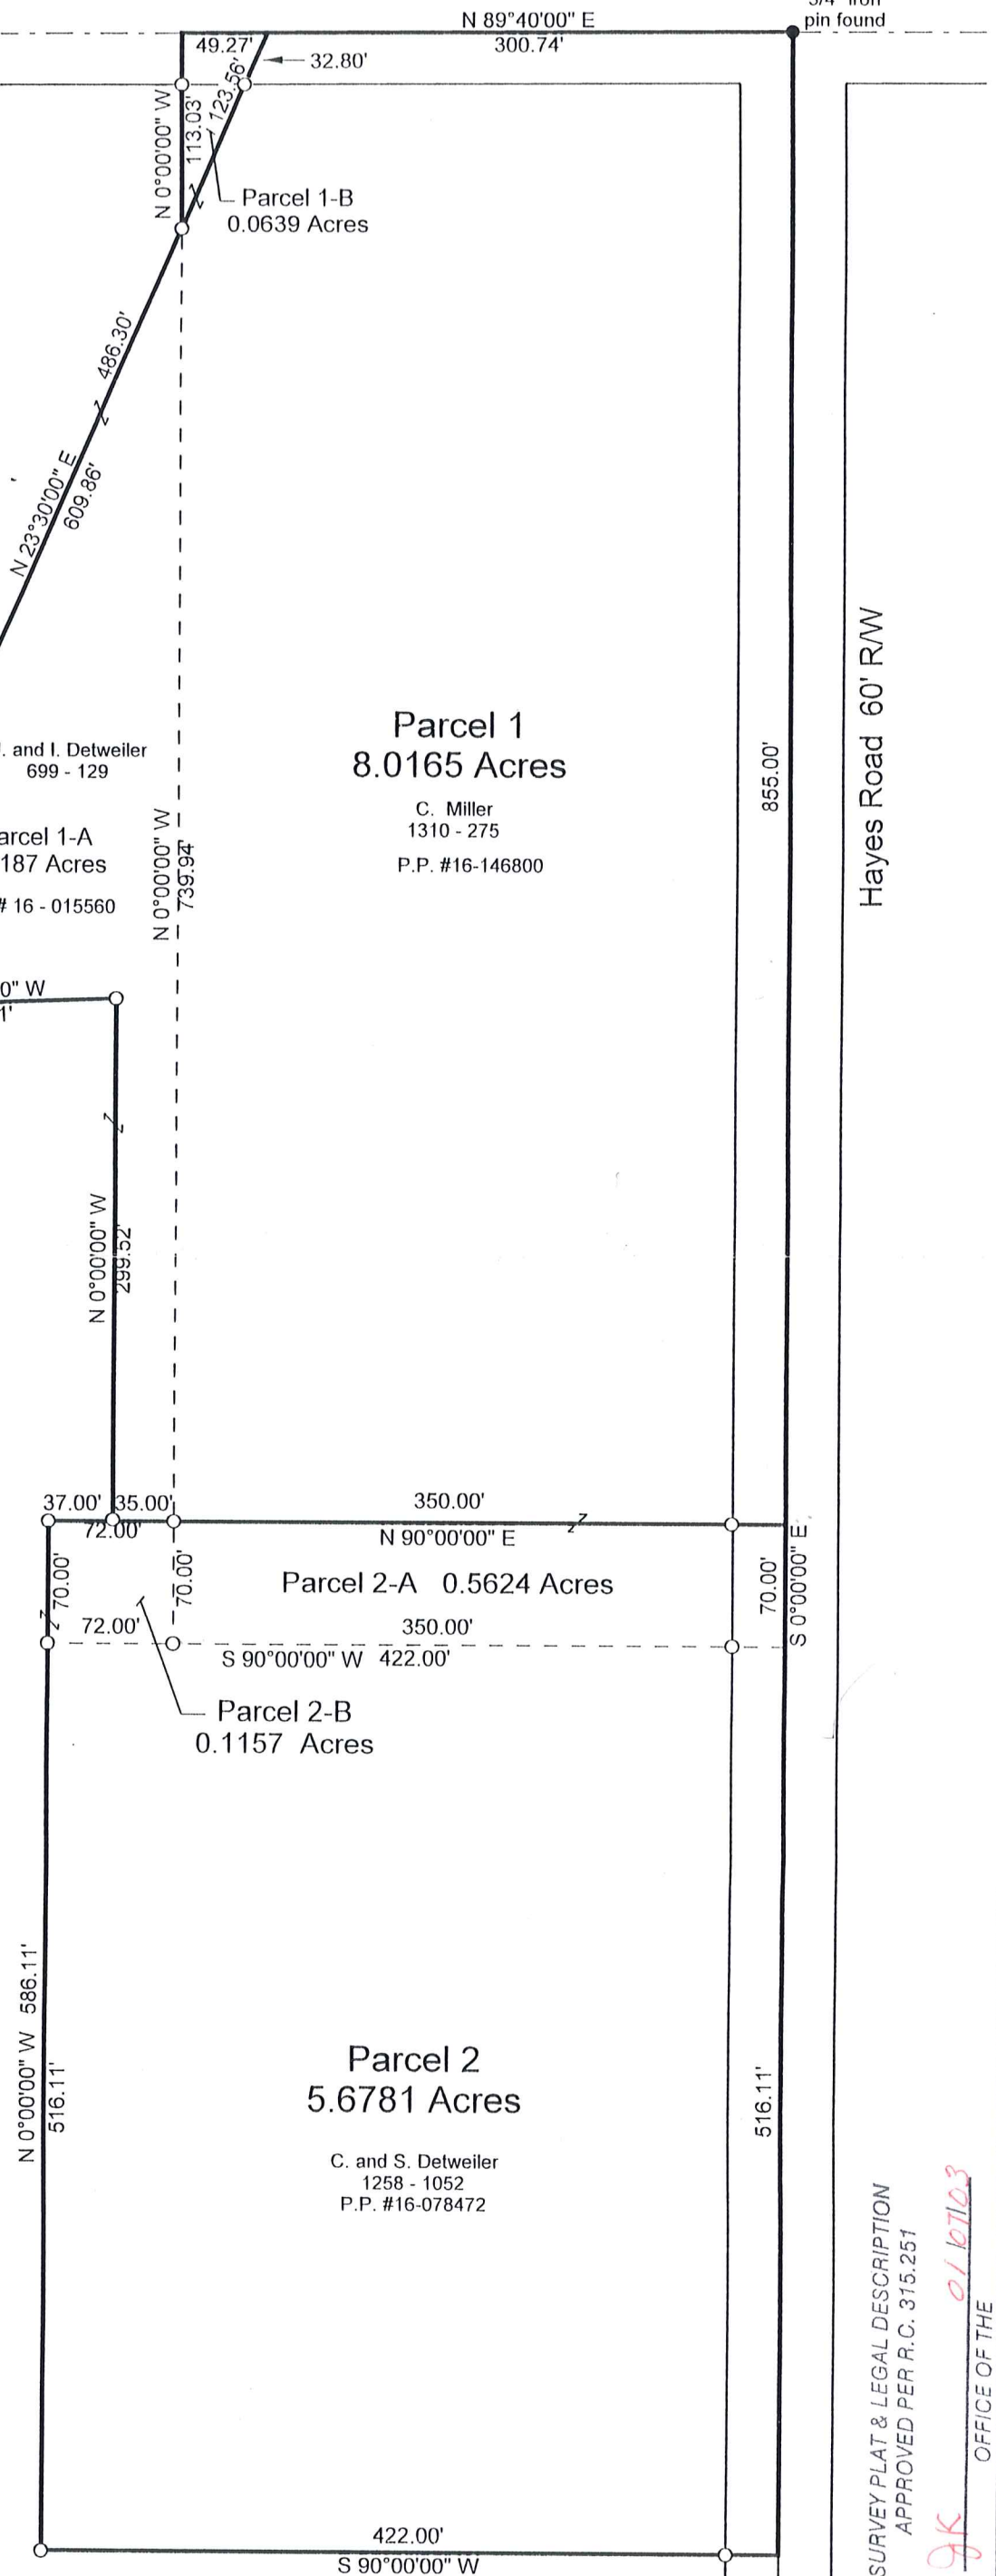 N 89°40'00" E
pin found
49.27'
300.74'
32.80'
123.56'
113.03'
N 0°00'00" W
Parcel 1-B
0.0639 Acres
486.30'
N 23°30'00" E
609.86'
Parcel 1
8.0165 Acres
C. Miller
1310 - 275
P.P. #16-146800
855.00'
Hayes Road 60' R/W
. and I. Detweiler
699 - 129
arcel 1-A
187 Acres
# 16 - 015560
N 0°00'00" W
739.94'
0" W
1'
N 0°00'00" W
299.52'
37.00'
35.00'
350.00'
72.00'
N 90°00'00" E
70.00'
70.00'
Parcel 2-A 0.5624 Acres
70.00'
S 0°00'00" E
72.00'
350.00'
S 90°00'00" W 422.00'
Parcel 2-B
0.1157 Acres
N 0°00'00" W 586.11'
516.11'
Parcel 2
5.6781 Acres
C. and S. Detweiler
1258 - 1052
P.P. #16-078472
516.11'
422.00'
S 90°00'00" W
SURVEY PLAT & LEGAL DESCRIPTION
APPROVED PER R.C. 315.251
01/07/03
OFFICE OF THE